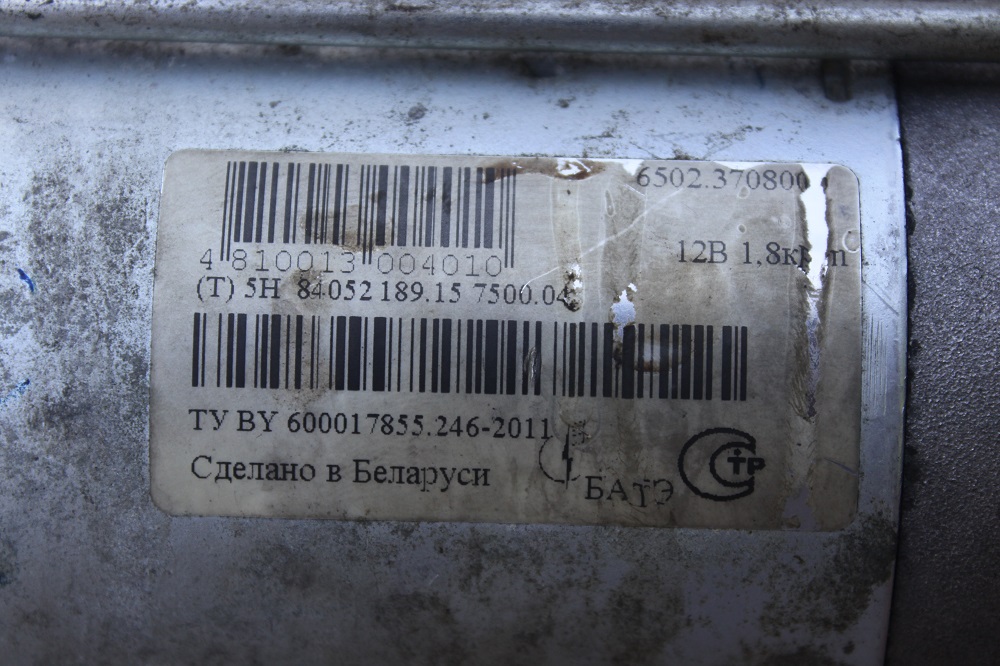 6502.370800
12В 1,8к
4 810013 004010
(Т) 5Н 84052 189.15 7500.04
ТУ BY 600017855.246-2011
Сделано в Беларуси
БАТЭ
СТР